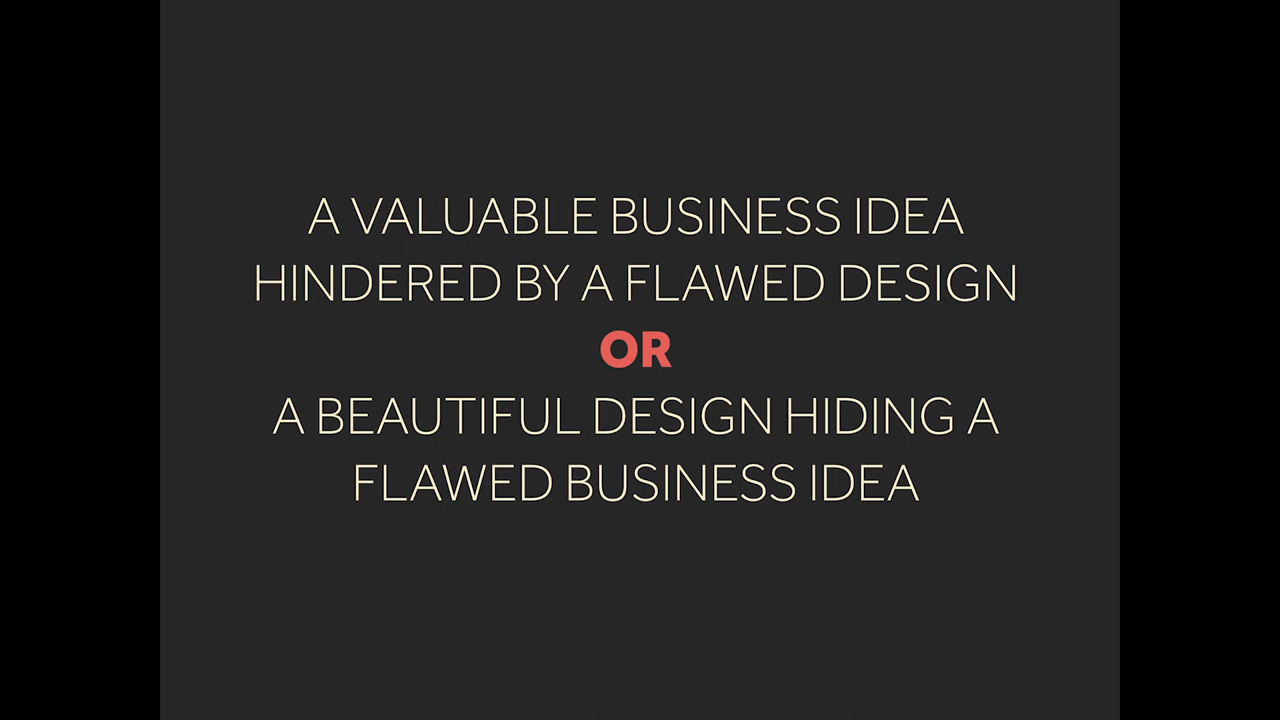 A VALUABLE BUSINESS IDEA
HINDERED BY A FLAWED DESIGN
OR
A BEAUTIFUL DESIGN HIDING A
FLAWED BUSINESS IDEA